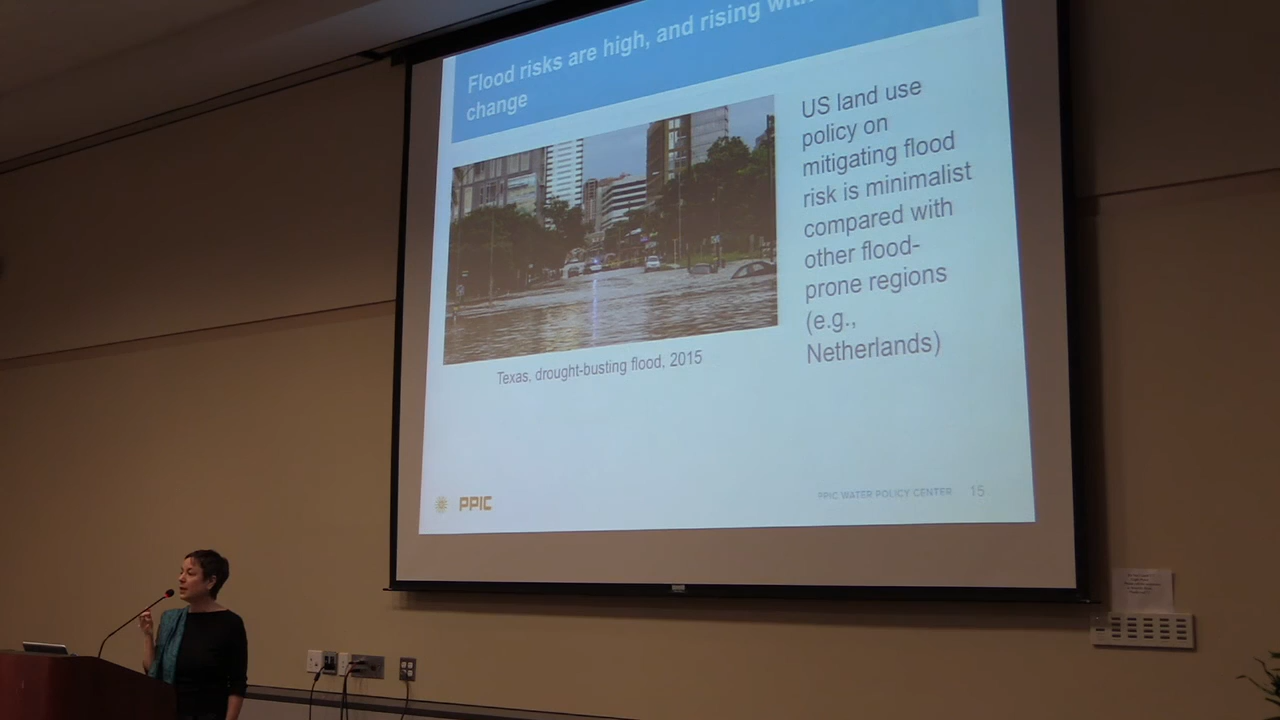 Flood risks are high, and rising with
change
US land use
policy on
mitigating flood
risk is minimalist
compared with
other flood-
prone regions
(e.g.,
Netherlands)
Texas, drought-busting flood, 2015
PPIC
PPIC WATER POLICY CENTER 15